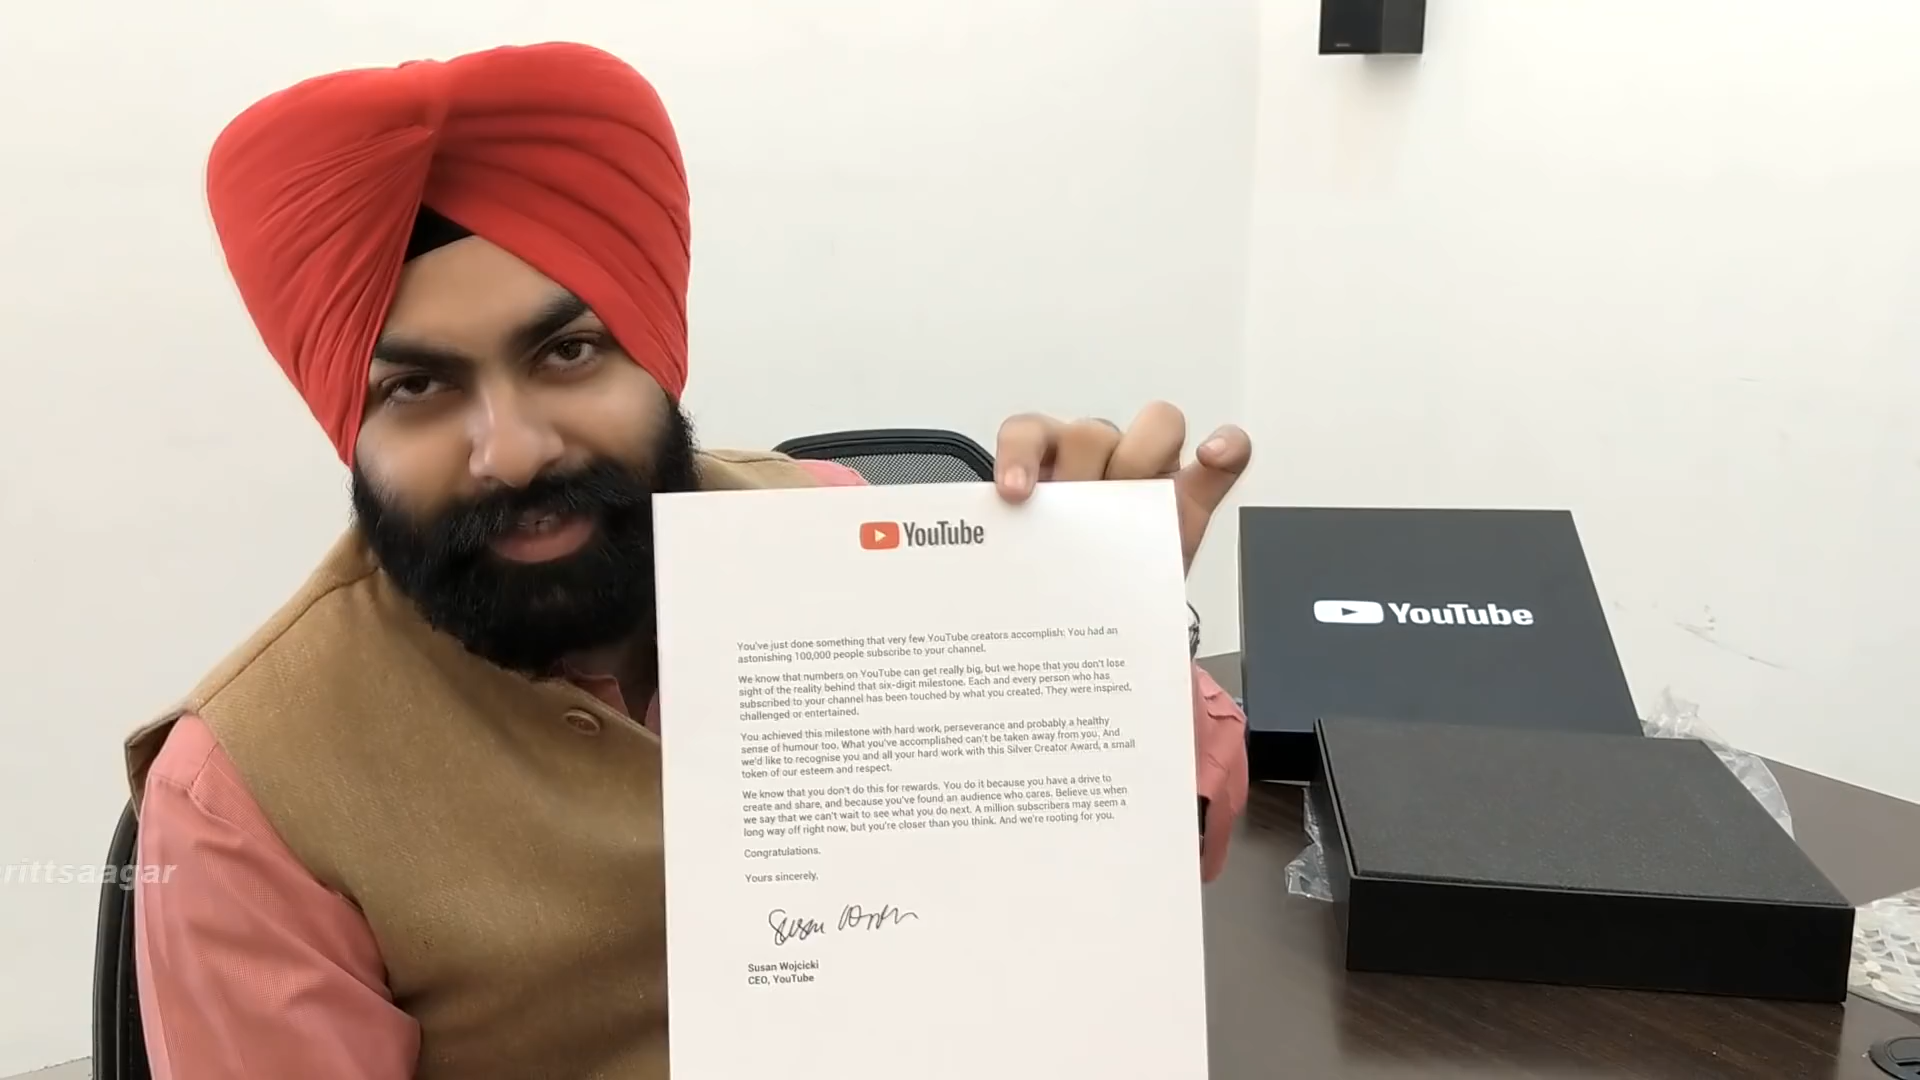 YouTube
You've just done something that very few YouTube creators accomplish: You had an
astonishing 100,000 people subscribe to your channel.
We know that numbers on YouTube can get really big, but we hope that you don't lose
sight of the reality behind that six-digit milestone. Each and every person who has
subscribed to your channel has been touched by what you created. They were inspired,
challenged or entertained.
You achieved this milestone with hard work, perseverance and probably a healthy
sense of humour too. What you've accomplished can't be taken away from you. And
we'd like to recognise you and all your hard work with this Silver Creator Award, a small
token of our esteem and respect.
We know that you don't do this for rewards. You do it because you have a drive to
create and share, and because you've found an audience who cares. Believe us when
we say that we can't wait to see what you do next. A million subscribers may seem a
long way off right now, but you're closer than you think. And we're rooting for you.
Congratulations.
Yours sincerely,
Susan Wojcicki
CEO, YouTube
YouTube
rittsaagar